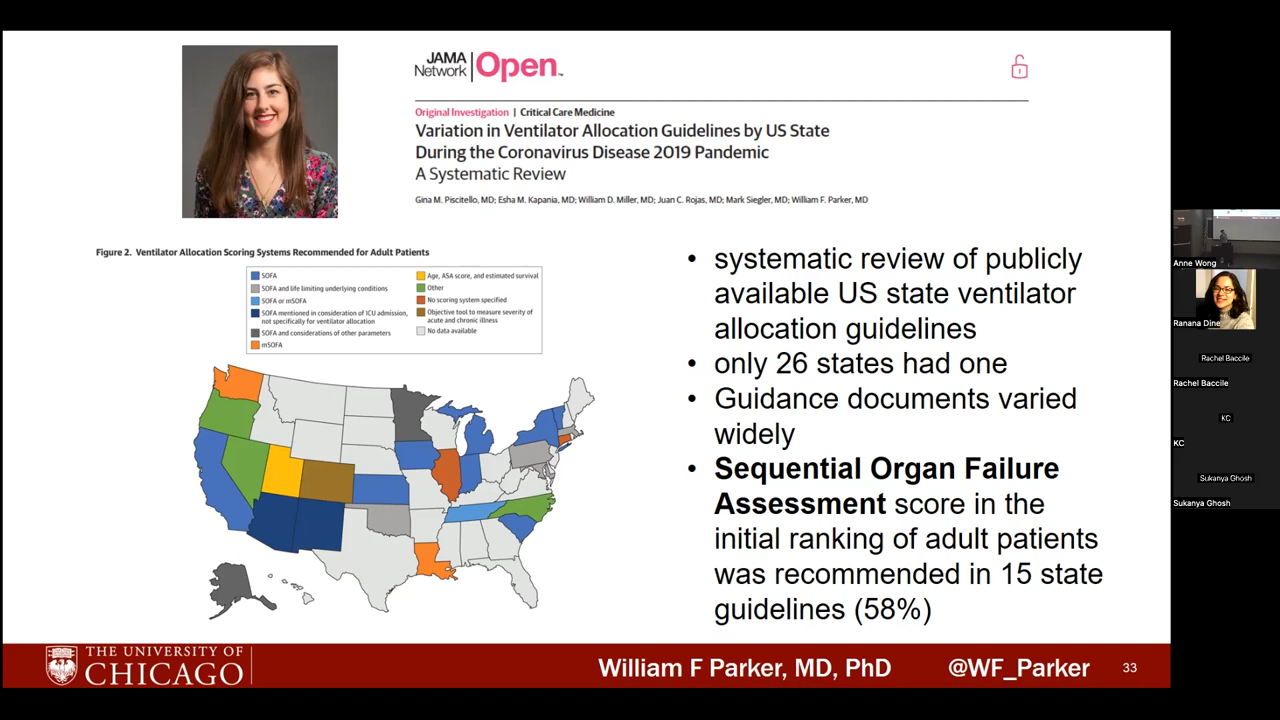 JAMA
Network
Open
Original Investigation | Critical Care Medicine
Variation in Ventilator Allocation Guidelines by US State
During the Coronavirus Disease 2019 Pandemic
A Systematic Review
Gina M. Piscitello, MD; Esha M. Kapania, MD; William D. Miller, MD; Juan C. Rojas, MD; Mark Siegler, MD; William F. Parker, MD
Figure 2. Ventilator Allocation Scoring Systems Recommended for Adult Patients
SOFA
SOFA and life limiting underlying conditions
SOFA or mSOFA
SOFA mentioned in consideration of ICU admission,
not specifically for ventilator allocation
SOFA and considerations of other parameters
mSOFA
Age, ASA score, and estimated survival
Other
No scoring system specified
Objective tool to measure severity of
acute and chronic illness
No data available
• systematic review of publicly
available US state ventilator
allocation guidelines
• only 26 states had one
• Guidance documents varied
widely
• Sequential Organ Failure
Assessment score in the
initial ranking of adult patients
was recommended in 15 state
guidelines (58%)
THE UNIVERSITY OF
CHICAGO
William F Parker, MD, PhD
@WF_Parker
33
Anne Wong
Ranana Dine
Rachel Baccile
Rachel Baccile
KC
KC
Sukanya Ghosh
Sukanya Ghosh